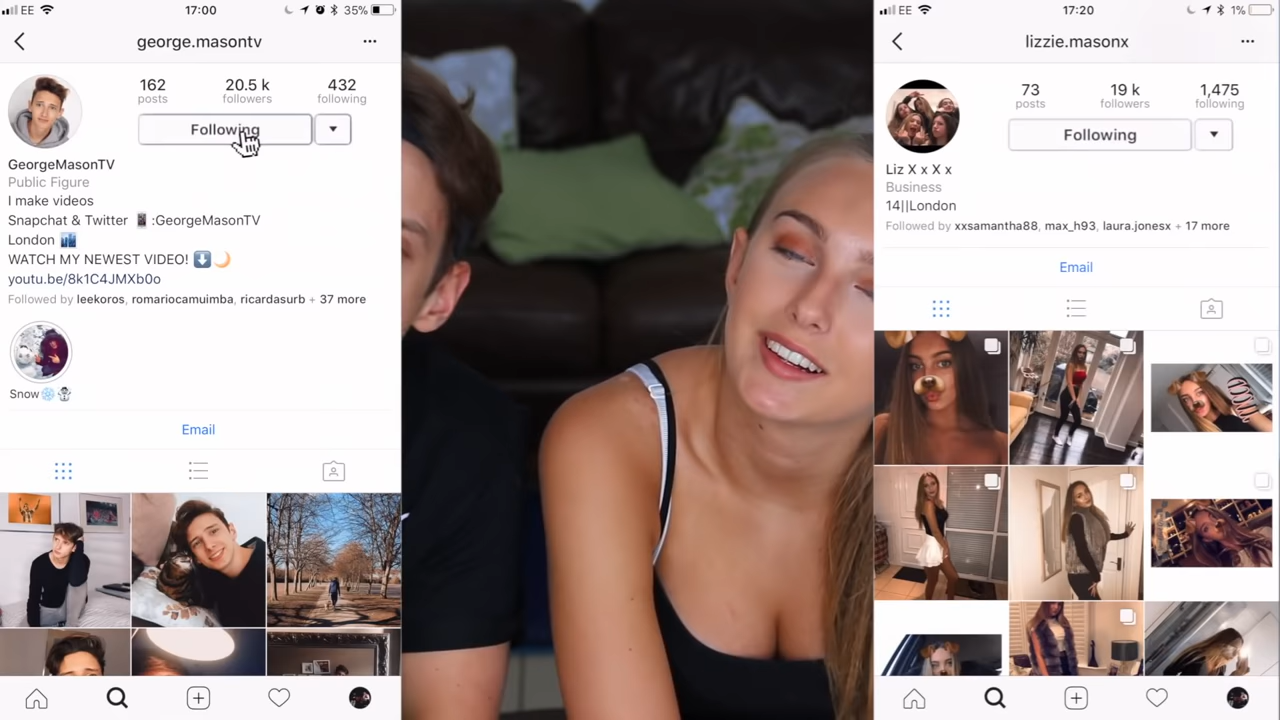 EE 17:00 35%
george.masontv
162 20.5 k 432
posts followers following
Following
GeorgeMasonTV
Public Figure
I make videos
Snapchat & Twitter 📱:GeorgeMasonTV
London 🏙️
WATCH MY NEWEST VIDEO! ⬇️🌙
youtu.be/8k1C4JMXb0o
Followed by leekoros, romariocamuimba, ricardasurb + 37 more
Snow❄️☃️
Email
EE 17:20 1%
lizzie.masonx
73 19 k 1,475
posts followers following
Following
Liz X x X x
Business
14||London
Followed by xxsamantha88, max_h93, laura.jonesx + 17 more
Email